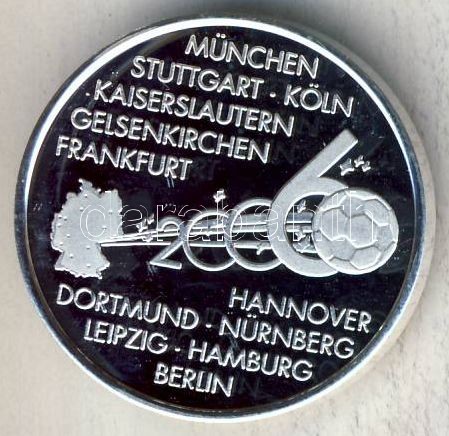 MÜNCHEN
STUTTGART · KÖLN
KAISERSLAUTERN
GELSENKIRCHEN
FRANKFURT
2006
HANNOVER
DORTMUND · NÜRNBERG
LEIPZIG · HAMBURG
BERLIN